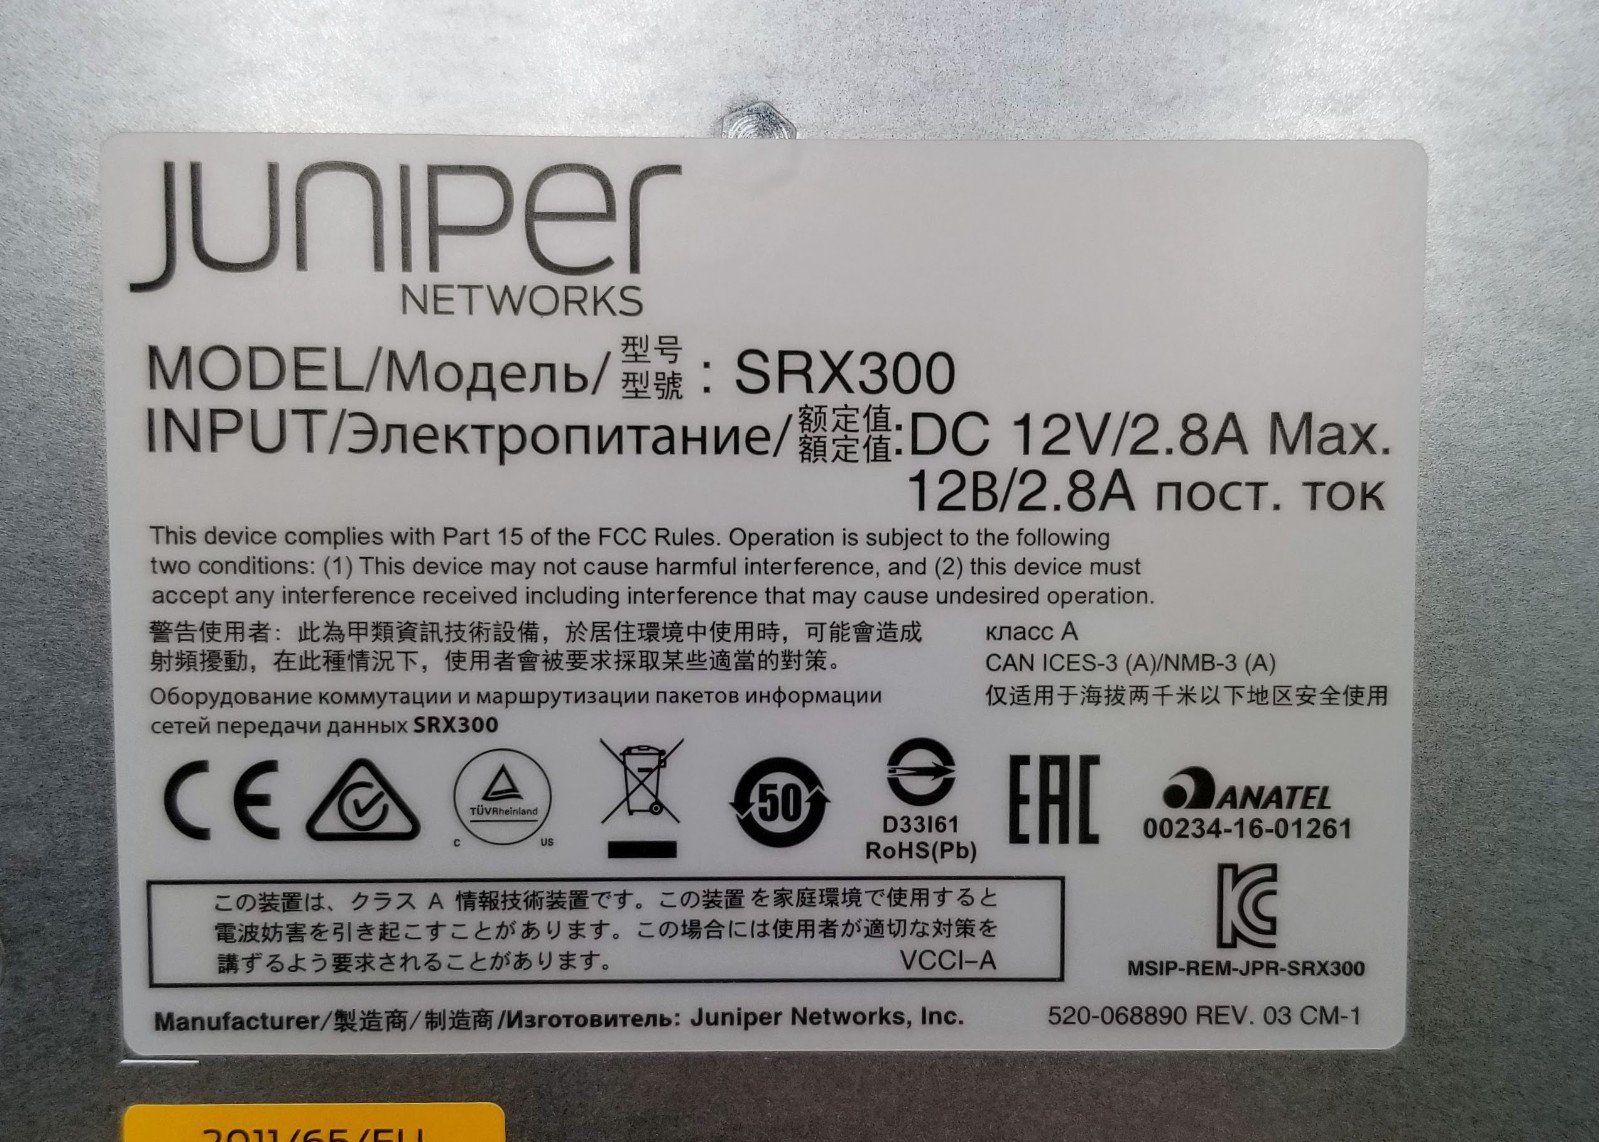 JUNIPER
NETWORKS
MODEL/Модель/型号 型號 : SRX300
INPUT/Электропитание/额定值 額定值:DC 12V/2.8A Max.
12В/2.8А пост. ток
This device complies with Part 15 of the FCC Rules. Operation is subject to the following
two conditions: (1) This device may not cause harmful interference, and (2) this device must
accept any interference received including interference that may cause undesired operation.
警告使用者：此為甲類資訊技術設備，於居住環境中使用時，可能會造成
射頻擾動，在此種情況下，使用者會被要求採取某些適當的對策。
класс А
CAN ICES-3 (A)/NMB-3 (A)
仅适用于海拔两千米以下地区安全使用
Оборудование коммутации и маршрутизации пакетов информации
сетей передачи данных SRX300
CE
TÜVRheinland
C US
50
D33I61
RoHS(Pb)
EAC
ANATEL
00234-16-01261
この装置は、クラス A 情報技術装置です。この装置を家庭環境で使用すると
電波妨害を引き起こすことがあります。この場合には使用者が適切な対策を
講ずるよう要求されることがあります。 VCCI-A
KC
MSIP-REM-JPR-SRX300
Manufacturer/製造商/制造商/Изготовитель: Juniper Networks, Inc.
520-068890 REV. 03 CM-1
2011/65/EU